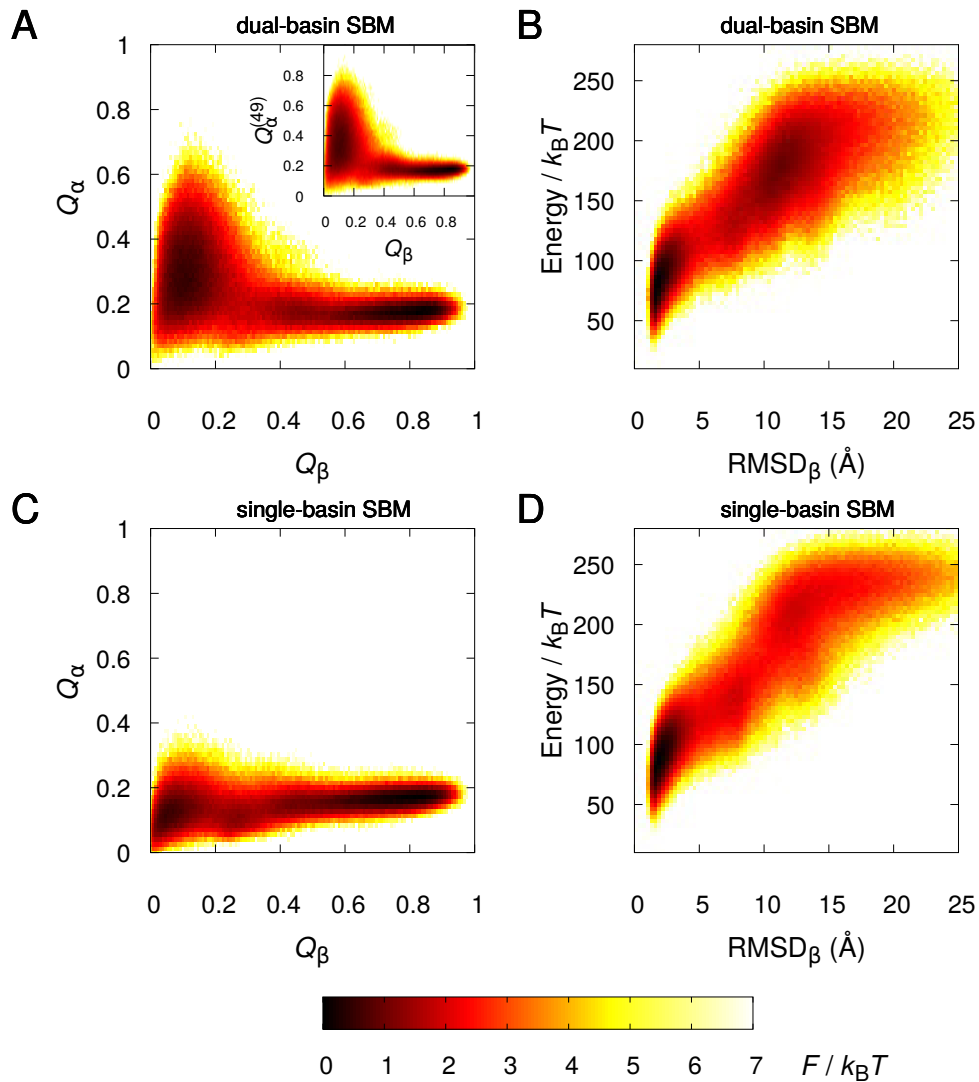 A
dual-basin SBM
1
0.8
0.6
0.4
0.2
0
Qα
0 0.2 0.4 0.6 0.8 1
Qβ
0.8
0.6
0.4
0.2
0
Qα(49)
0 0.2 0.4 0.6 0.8
Qβ
B
dual-basin SBM
250
200
150
100
50
Energy / kBT
0 5 10 15 20 25
RMSDβ (Å)
C
single-basin SBM
1
0.8
0.6
0.4
0.2
0
Qα
0 0.2 0.4 0.6 0.8 1
Qβ
D
single-basin SBM
250
200
150
100
50
Energy / kBT
0 5 10 15 20 25
RMSDβ (Å)
0 1 2 3 4 5 6 7 F / kBT